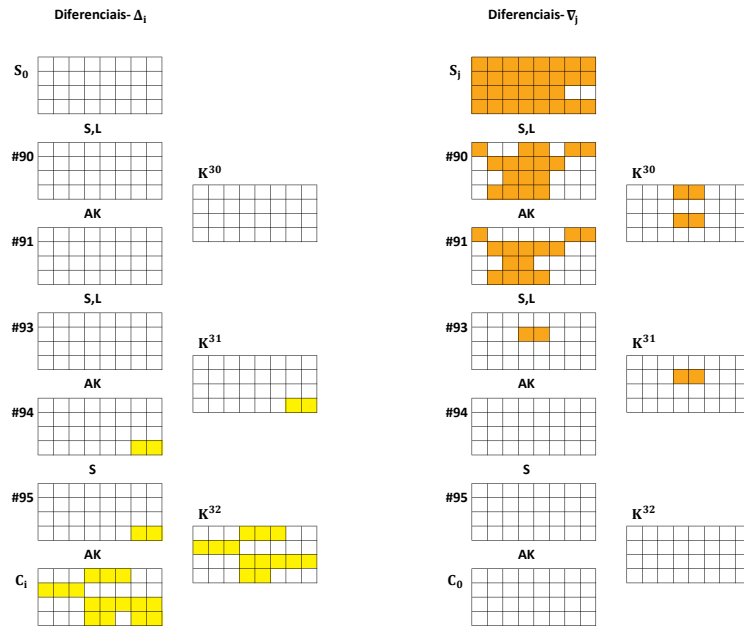 Diferenciais- Δi
Diferenciais- ∇j
S0
Sj
S,L
S,L
#90
K30
#90
K30
AK
AK
#91
#91
S,L
S,L
#93
K31
#93
K31
AK
AK
#94
#94
S
S
#95
K32
#95
K32
AK
AK
Ci
C0